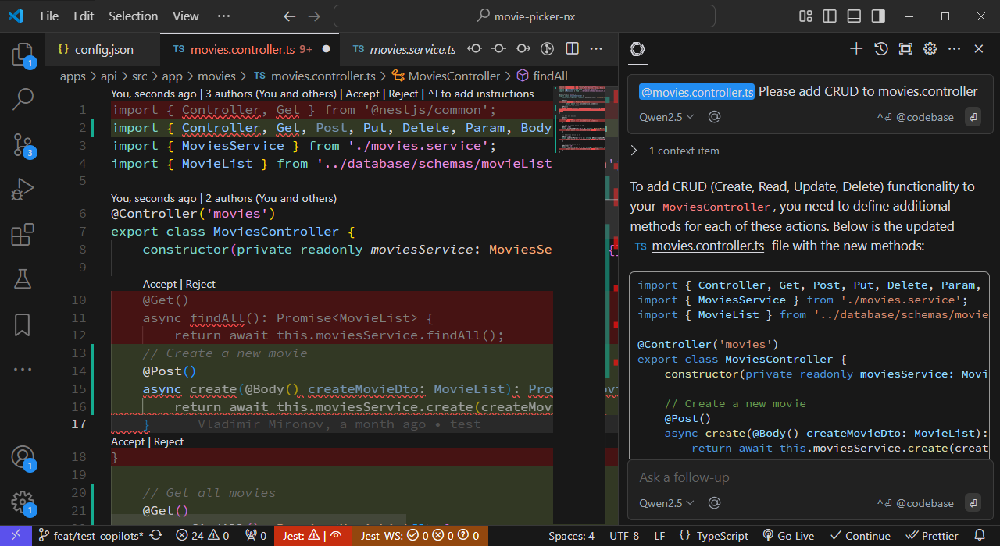 File Edit Selection View ··· movie-picker-nx
{} config.json TS movies.controller.ts 9+ TS movies.service.ts
apps > api > src > app > movies > TS movies.controller.ts > MoviesController > findAll
You, seconds ago | 3 authors (You and others) | Accept | Reject | ^I to add instructions
1 import { Controller, Get } from '@nestjs/common';
2 import { Controller, Get, Post, Put, Delete, Param, Body
3 import { MoviesService } from './movies.service';
4 import { MovieList } from '../database/schemas/movieList
5
You, seconds ago | 2 authors (You and others)
6 @Controller('movies')
7 export class MoviesController {
8 constructor(private readonly moviesService: MoviesSe
9
Accept | Reject
10 @Get()
11 async findAll(): Promise<MovieList> {
12 return await this.moviesService.findAll();
13 // Create a new movie
14 @Post()
15 async create(@Body() createMovieDto: MovieList): Pro
16 return await this.moviesService.create(createMov
17 } Vladimir Mironov, a month ago • test
Accept | Reject
18 }
19
20 // Get all movies
21 @Get()
@movies.controller.ts Please add CRUD to movies.controller
Qwen2.5 @ ^⏎ @codebase ⏎
> 1 context item
To add CRUD (Create, Read, Update, Delete) functionality to
your MoviesController, you need to define additional
methods for each of these actions. Below is the updated
TS movies.controller.ts file with the new methods:
import { Controller, Get, Post, Put, Delete, Param,
import { MoviesService } from './movies.service';
import { MovieList } from '../database/schemas/movie
@Controller('movies')
export class MoviesController {
constructor(private readonly moviesService: Movi
// Create a new movie
@Post()
async create(@Body() createMovieDto: MovieList):
return await this.moviesService.create(creat
Ask a follow-up
Qwen2.5 @ ^⏎ @codebase ⏎
1
3
1
1
feat/test-copilots* 24 0 0 Jest: | Jest-WS: 0 0 0 Spaces: 4 UTF-8 LF {} TypeScript Go Live Continue Prettier